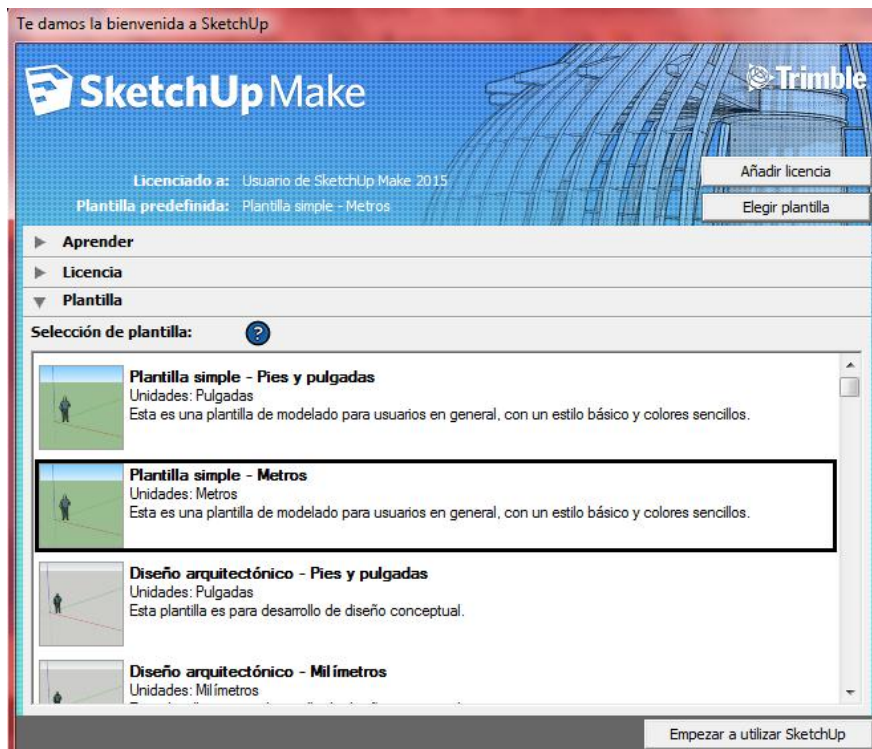 Te damos la bienvenida a SketchUp
SketchUp Make
Trimble
Licenciado a: Usuario de SketchUp Make 2015
Añadir licencia
Plantilla predefinida: Plantilla simple - Metros
Elegir plantilla
Aprender
Licencia
Plantilla
Selección de plantilla: ?
Plantilla simple - Pies y pulgadas
Unidades: Pulgadas
Esta es una plantilla de modelado para usuarios en general, con un estilo básico y colores sencillos.
Plantilla simple - Metros
Unidades: Metros
Esta es una plantilla de modelado para usuarios en general, con un estilo básico y colores sencillos.
Diseño arquitectónico - Pies y pulgadas
Unidades: Pulgadas
Esta plantilla es para desarrollo de diseño conceptual.
Diseño arquitectónico - Milímetros
Unidades: Milímetros
Empezar a utilizar SketchUp